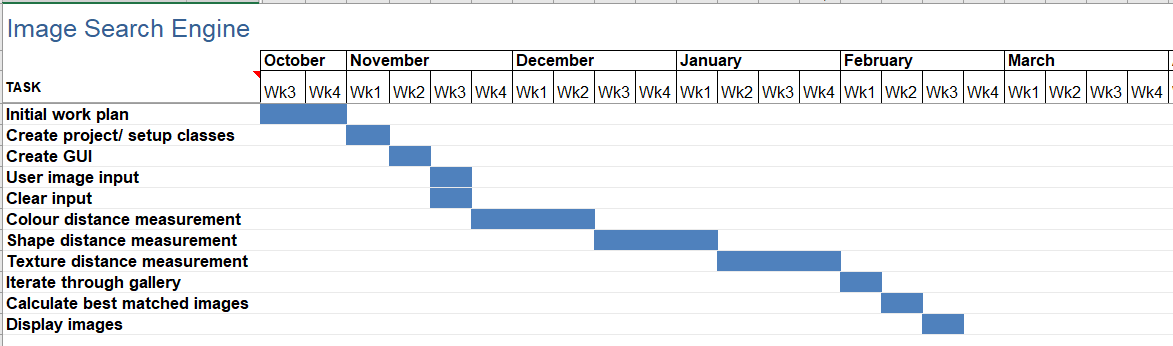 Image Search Engine
October November December January February March
TASK Wk3 Wk4 Wk1 Wk2 Wk3 Wk4 Wk1 Wk2 Wk3 Wk4 Wk1 Wk2 Wk3 Wk4 Wk1 Wk2 Wk3 Wk4 Wk1 Wk2 Wk3 Wk4
Initial work plan
Create project/ setup classes
Create GUI
User image input
Clear input
Colour distance measurement
Shape distance measurement
Texture distance measurement
Iterate through gallery
Calculate best matched images
Display images